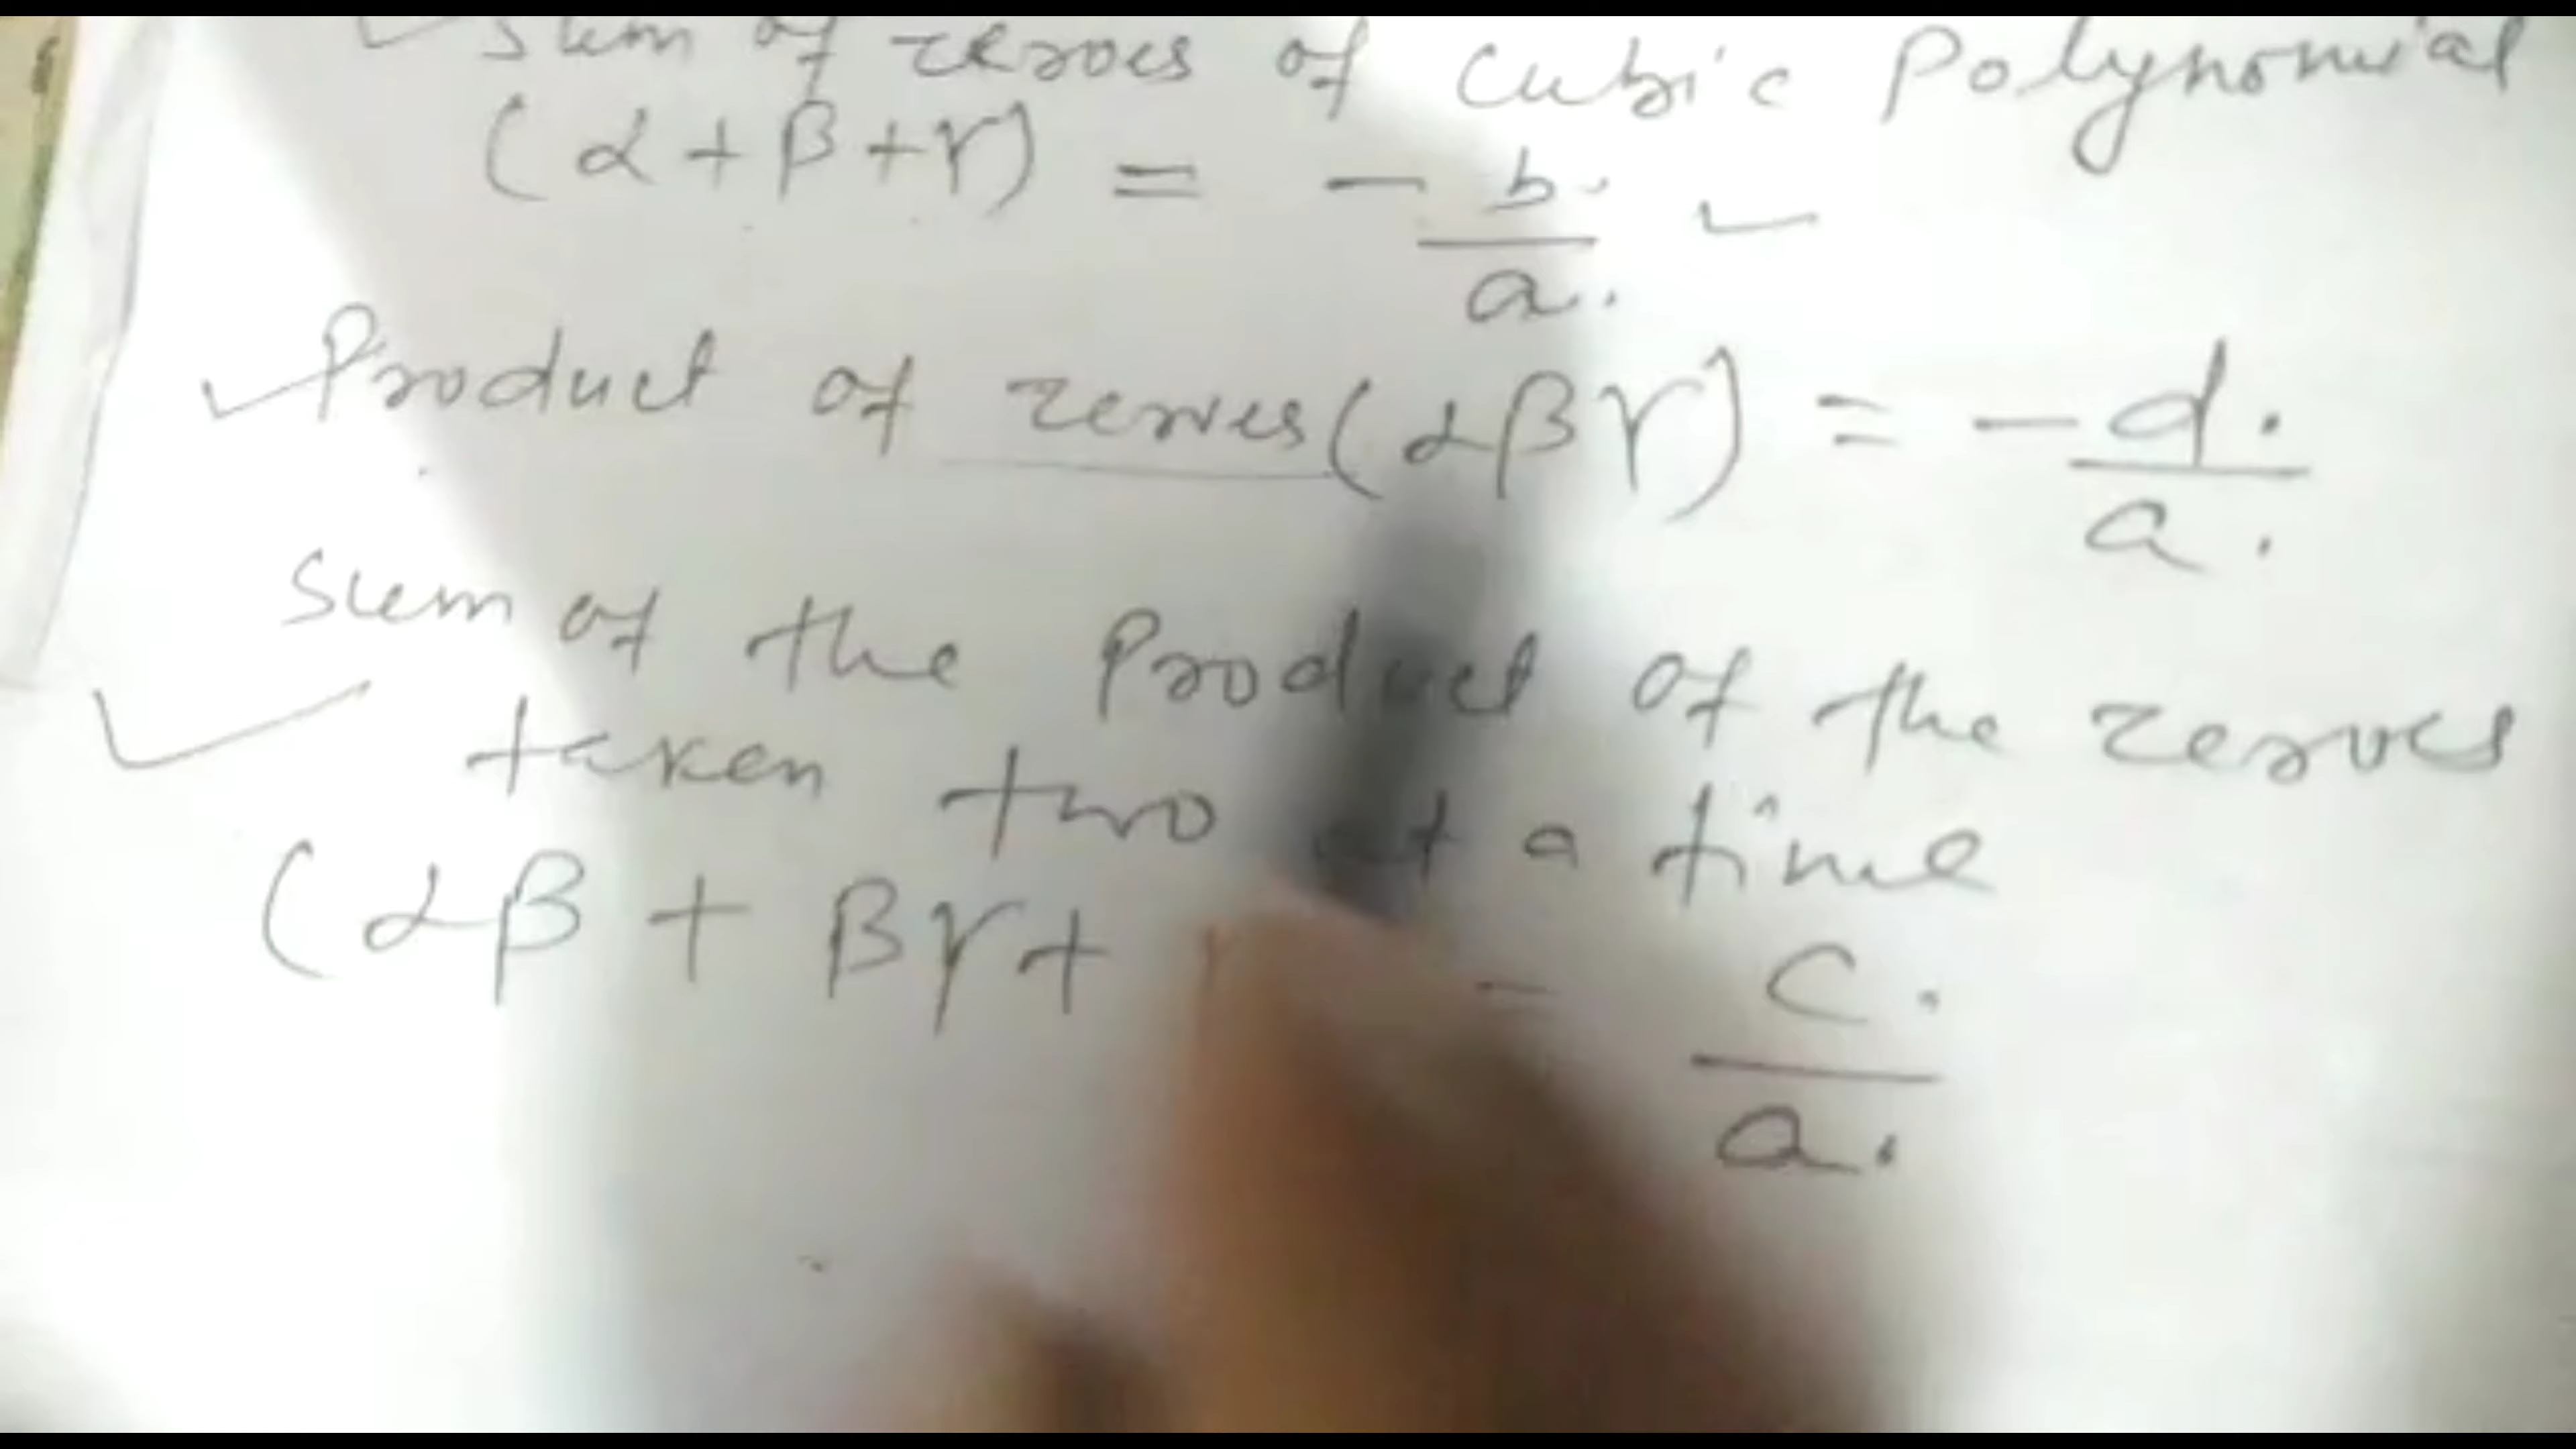 Sum of zeroes of cubic Polynomial
(α+β+γ) = - b/a.
Product of zeroes (αβγ) = - d/a.
Sum of the Product of the zeroes
taken two at a time
(αβ + βγ + = c/a.